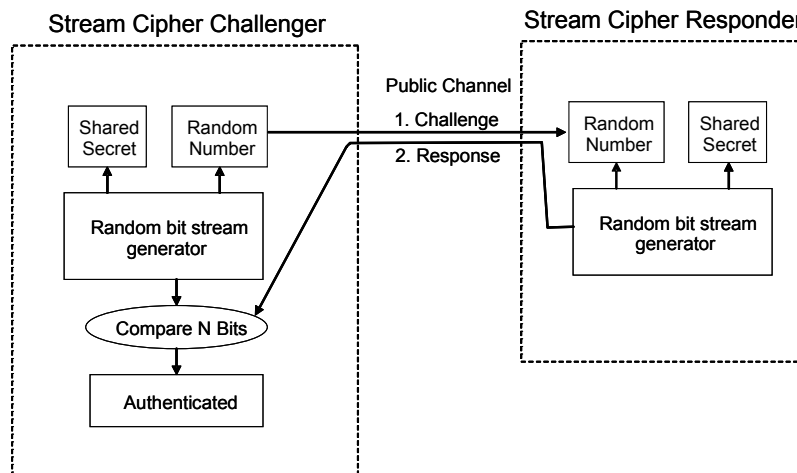 Stream Cipher Challenger
Stream Cipher Responder
Public Channel
1. Challenge
2. Response
Shared
Secret
Random
Number
Random bit stream
generator
Compare N Bits
Authenticated
Random
Number
Shared
Secret
Random bit stream
generator